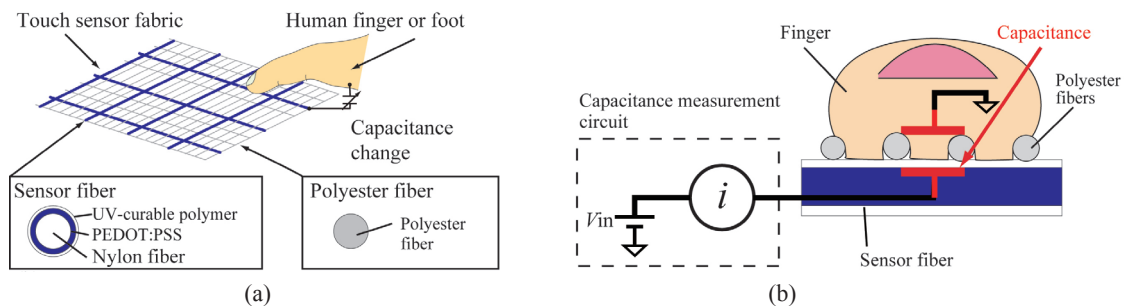 Touch sensor fabric
Human finger or foot
Capacitance
change
Sensor fiber
UV-curable polymer
PEDOT:PSS
Nylon fiber
Polyester fiber
Polyester
fiber
(a)
Finger
Capacitance
Polyester
fibers
Capacitance measurement
circuit
i
Vin
Sensor fiber
(b)